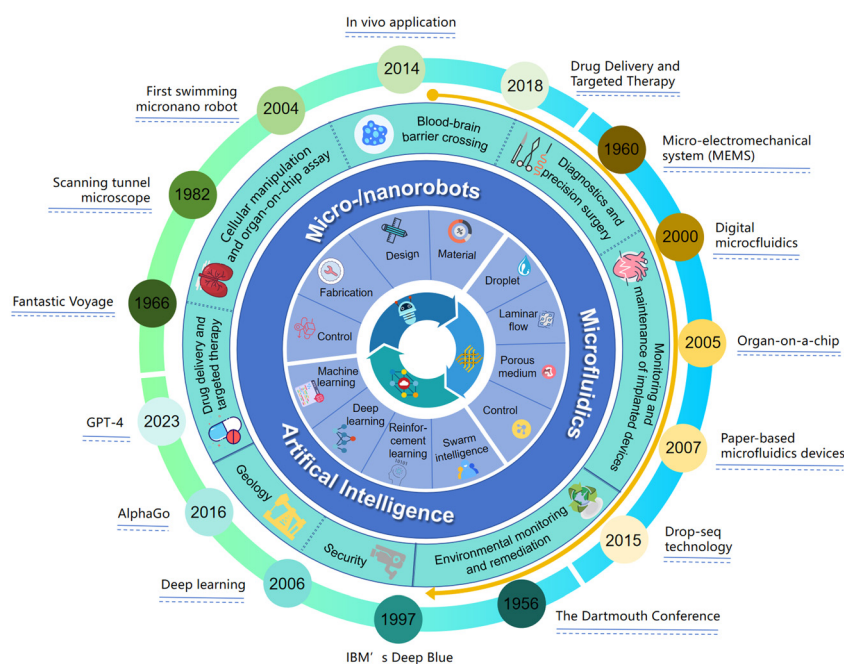 In vivo application
2014
2018
Drug Delivery and
Targeted Therapy
First swimming
micronano robot
2004
1960
Micro-electromechanical
system (MEMS)
Scanning tunnel
microscope
1982
2000
Digital
microfluidics
Fantastic Voyage
1966
2005
Organ-on-a-chip
GPT-4
2023
2007
Paper-based
microfluidics devices
AlphaGo
2016
2015
Drop-seq
technology
Deep learning
2006
1997
IBM's Deep Blue
1956
The Dartmouth Conference
Blood-brain
barrier crossing
Diagnostics and
precision surgery
Monitoring and
maintenance of implanted devices
Environmental monitoring
and remediation
Security
Geology
Drug delivery and
targeted therapy
Cellular manipulation
and organ-on-chip assay
Micro-/nanorobots
Microfluidics
Artifical Intelligence
Design
Material
Fabrication
Control
Droplet
Laminar
flow
Porous
medium
Control
Machine
learning
Deep
learning
Reinfor-
cement
learning
Swarm
intelligence